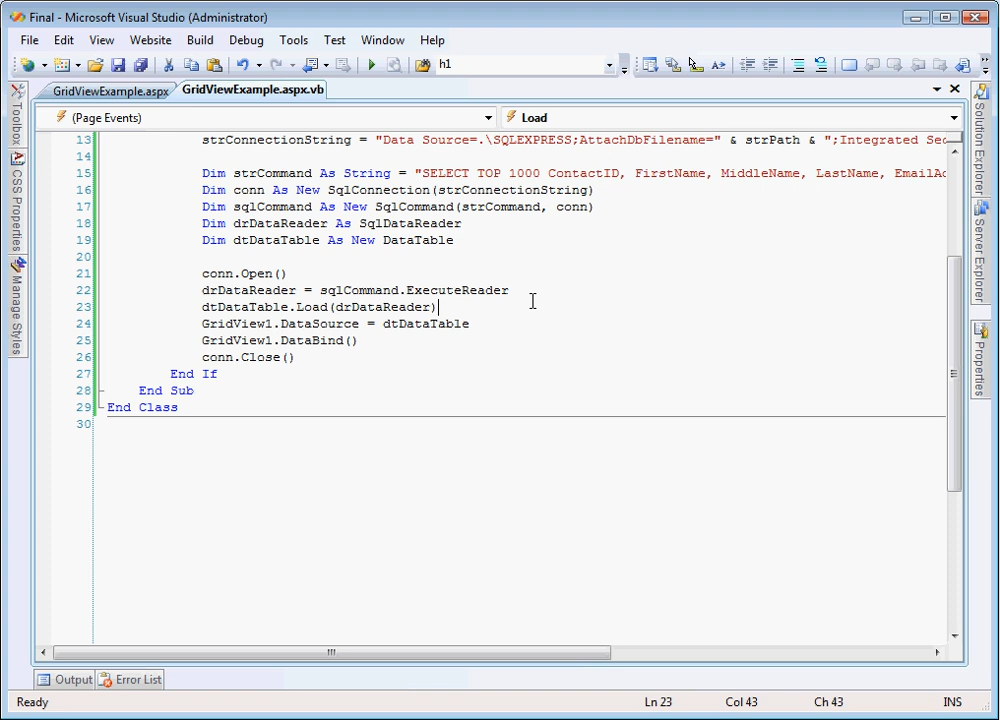 Final - Microsoft Visual Studio (Administrator)
File Edit View Website Build Debug Tools Test Window Help
h1
GridViewExample.aspx GridViewExample.aspx.vb
(Page Events) Load
13 strConnectionString = "Data Source=.\SQLEXPRESS;AttachDbFilename=" & strPath & ";Integrated Sec
14
15 Dim strCommand As String = "SELECT TOP 1000 ContactID, FirstName, MiddleName, LastName, EmailAd
16 Dim conn As New SqlConnection(strConnectionString)
17 Dim sqlCommand As New SqlCommand(strCommand, conn)
18 Dim drDataReader As SqlDataReader
19 Dim dtDataTable As New DataTable
20
21 conn.Open()
22 drDataReader = sqlCommand.ExecuteReader
23 dtDataTable.Load(drDataReader)
24 GridView1.DataSource = dtDataTable
25 GridView1.DataBind()
26 conn.Close()
27 End If
28 End Sub
29 End Class
30
Toolbox
CSS Properties
Manage Styles
Solution Explorer
Server Explorer
Properties
Output Error List
Ready Ln 23 Col 43 Ch 43 INS